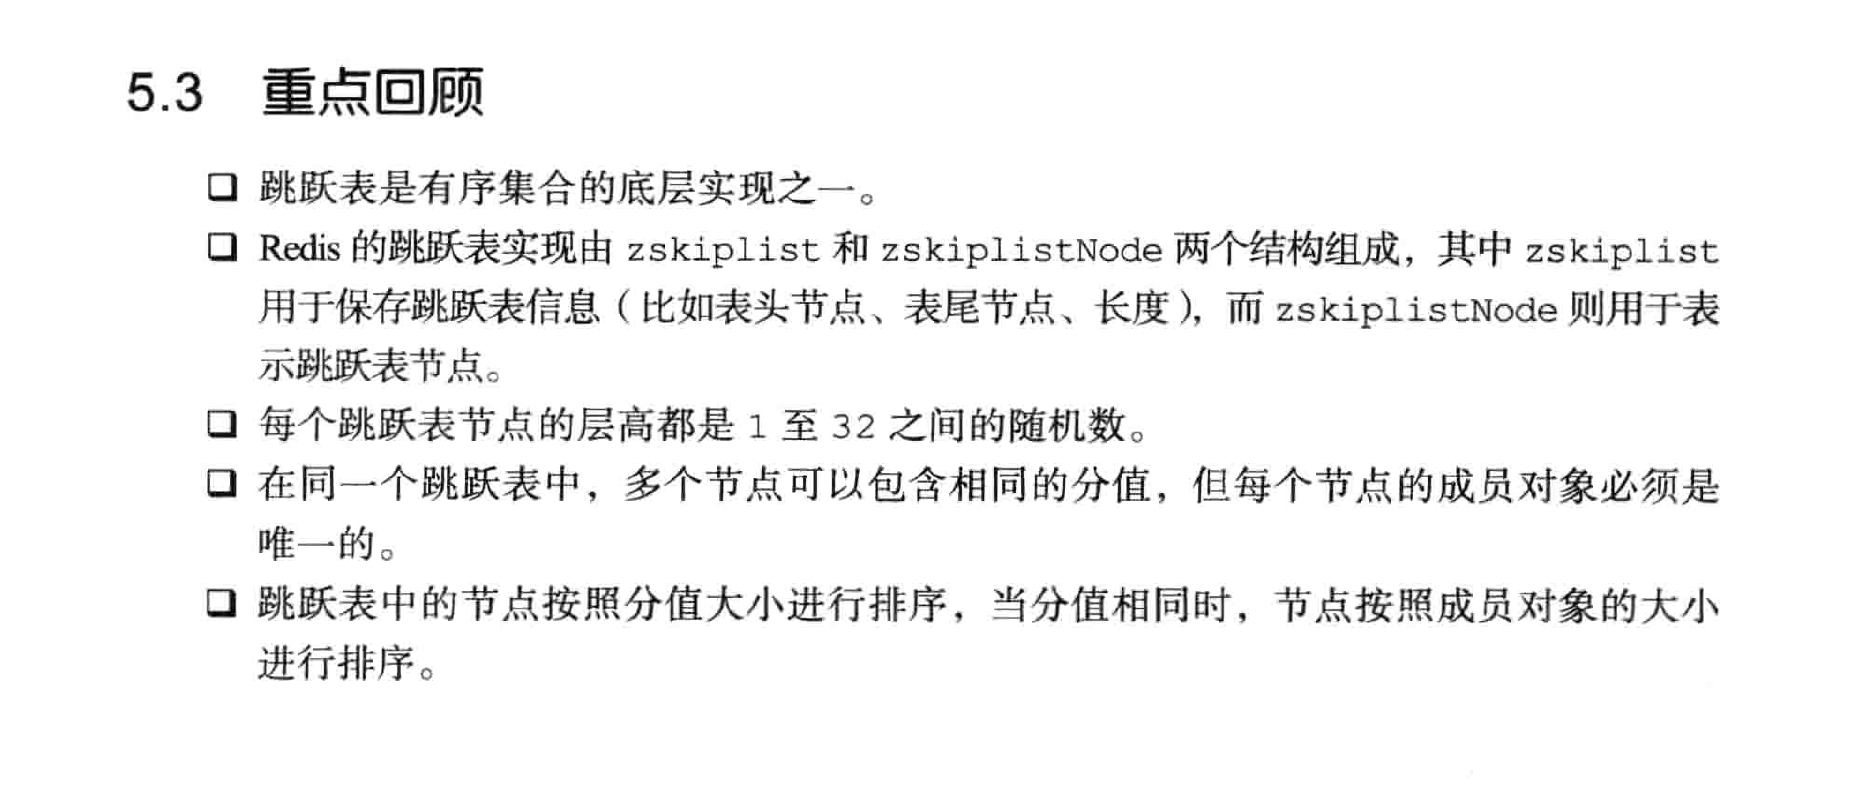 5.3 重点回顾
❑ 跳跃表是有序集合的底层实现之一。
❑ Redis 的跳跃表实现由 zskiplist 和 zskiplistNode 两个结构组成，其中 zskiplist
用于保存跳跃表信息（比如表头节点、表尾节点、长度），而 zskiplistNode 则用于表
示跳跃表节点。
❑ 每个跳跃表节点的层高都是 1 至 32 之间的随机数。
❑ 在同一个跳跃表中，多个节点可以包含相同的分值，但每个节点的成员对象必须是
唯一的。
❑ 跳跃表中的节点按照分值大小进行排序，当分值相同时，节点按照成员对象的大小
进行排序。